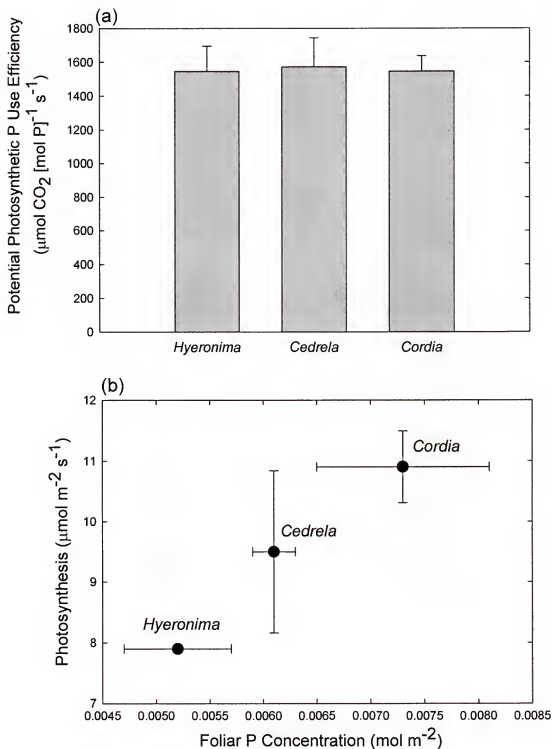 (a)
Potential Photosynthetic P Use Efficiency
(μmol CO2 [mol P]-1 s-1)
1800
1600
1400
1200
1000
800
600
400
200
0
Hyeronima Cedrela Cordia
(b)
Photosynthesis (μmol m-2 s-1)
12
11
10
9
8
7
Cordia
Cedrela
Hyeronima
0.0045 0.0050 0.0055 0.0060 0.0065 0.0070 0.0075 0.0080 0.0085
Foliar P Concentration (mol m-2)